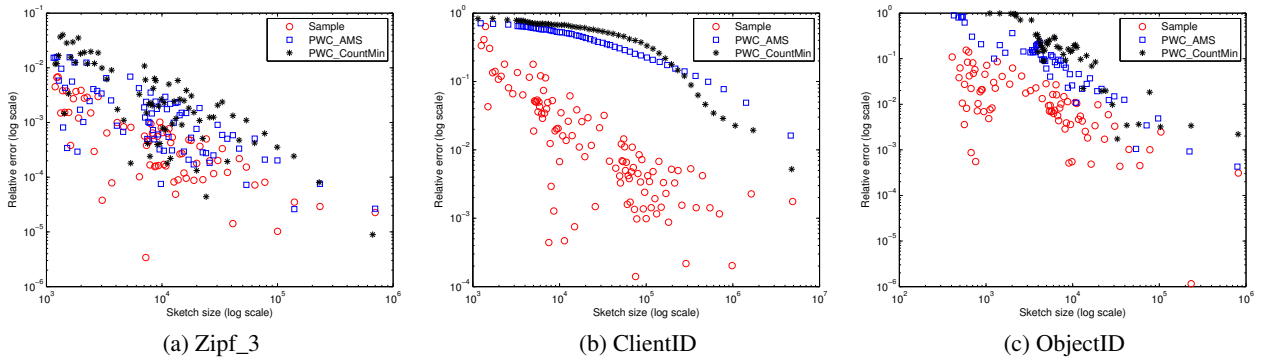 10^-1
10^-2
10^-3
10^-4
10^-5
10^-6
Relative error (log scale)
10^3
10^4
10^5
10^6
Sketch size (log scale)
Sample
PWC_AMS
PWC_CountMin
(a) Zipf_3
10^0
10^-1
10^-2
10^-3
10^-4
Relative error (log scale)
10^3
10^4
10^5
10^6
10^7
Sketch size (log scale)
Sample
PWC_AMS
PWC_CountMin
(b) ClientID
10^0
10^-1
10^-2
10^-3
10^-4
10^-5
10^-6
Relative error (log scale)
10^2
10^3
10^4
10^5
10^6
Sketch size (log scale)
Sample
PWC_AMS
PWC_CountMin
(c) ObjectID